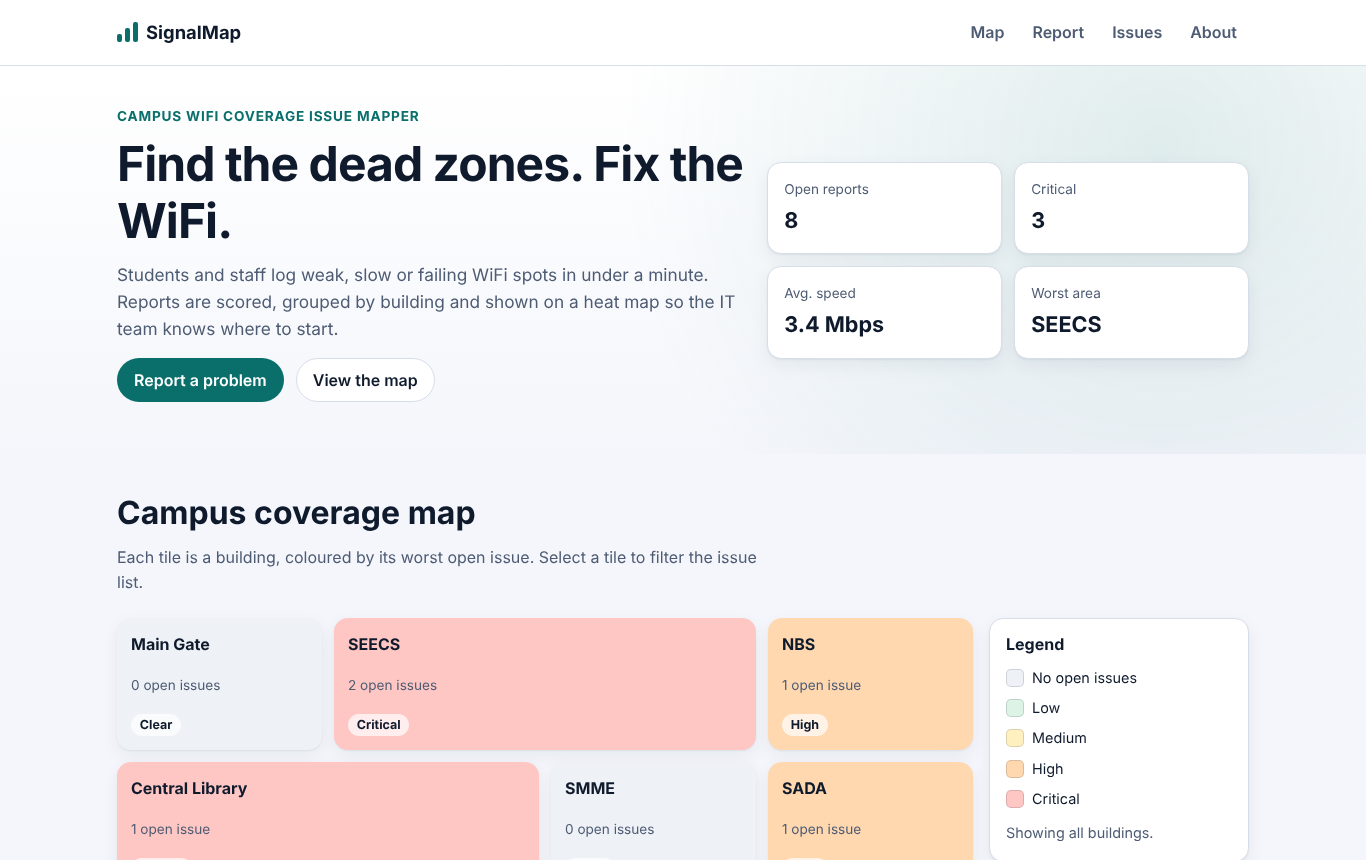 SignalMap
Map
Report
Issues
About
CAMPUS WIFI COVERAGE ISSUE MAPPER
Find the dead zones. Fix the
WiFi.
Students and staff log weak, slow or failing WiFi spots in under a minute.
Reports are scored, grouped by building and shown on a heat map so the IT
team knows where to start.
Report a problem
View the map
Open reports
8
Critical
3
Avg. speed
3.4 Mbps
Worst area
SEECS
Campus coverage map
Each tile is a building, coloured by its worst open issue. Select a tile to filter the issue
list.
Main Gate
0 open issues
Clear
SEECS
2 open issues
Critical
NBS
1 open issue
High
Central Library
1 open issue
SMME
0 open issues
SADA
1 open issue
Legend
No open issues
Low
Medium
High
Critical
Showing all buildings.